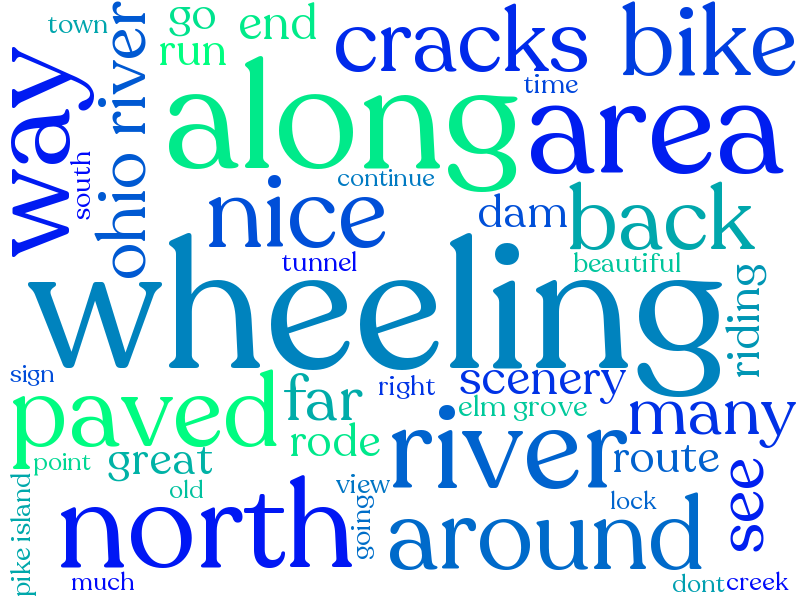 town
go
end
cracks
bike
run
way
ohio river
along
time
area
south
continue
nice
dam
back
tunnel
beautiful
wheeling
riding
sign
right
scenery
paved
far
elm grove
many
rode
river
point
great
route
old
view
see
pike island
north
going
around
lock
much
dont
creek